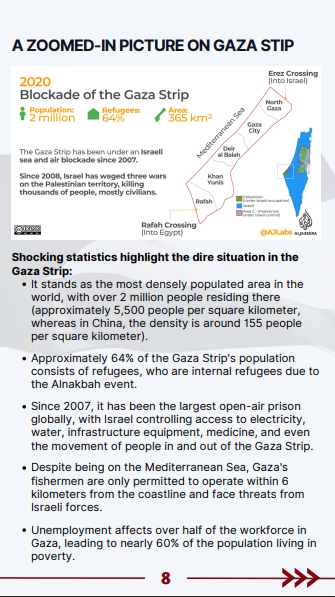 A ZOOMED-IN PICTURE ON GAZA STIP
2020
Blockade of the Gaza Strip
Population:
2 million
Refugees:
64%
Area:
365 km²
The Gaza Strip has been under an Israeli
sea and air blockade since 2007.
Since 2008, Israel has waged three wars
on the Palestinian territory, killing
thousands of people, mostly civilians.
Erez Crossing
(Into Israel)
Mediterranean Sea
North
Gaza
Gaza
City
Deir
al Balah
Khan
Yunis
Rafah
Rafah Crossing
(Into Egypt)
Palestinian
(Under Israeli occupation)
Israel
Area C - (Palestinian
under Israeli control)
@AJLabs
ALJAZEERA
Shocking statistics highlight the dire situation in the
Gaza Strip:
• It stands as the most densely populated area in the
world, with over 2 million people residing there
(approximately 5,500 people per square kilometer,
whereas in China, the density is around 155 people
per square kilometer).
• Approximately 64% of the Gaza Strip's population
consists of refugees, who are internal refugees due to
the Alnakbah event.
• Since 2007, it has been the largest open-air prison
globally, with Israel controlling access to electricity,
water, infrastructure equipment, medicine, and even
the movement of people in and out of the Gaza Strip.
• Despite being on the Mediterranean Sea, Gaza's
fishermen are only permitted to operate within 6
kilometers from the coastline and face threats from
Israeli forces.
• Unemployment affects over half of the workforce in
Gaza, leading to nearly 60% of the population living in
poverty.
8